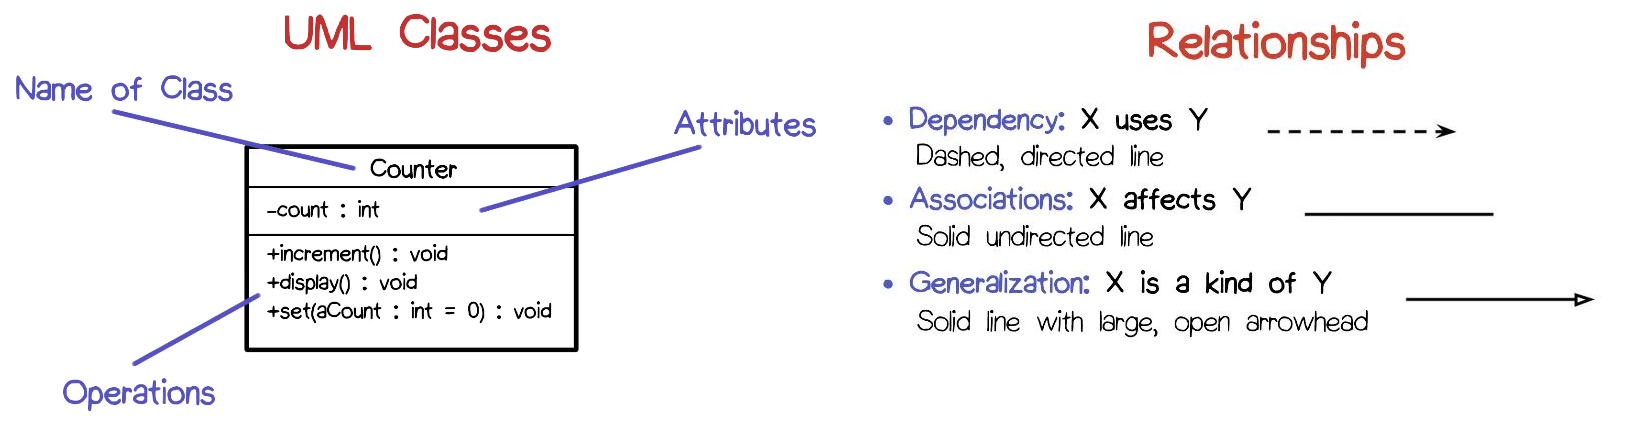 UML Classes
Name of Class
Attributes
Counter
-count : int
+increment() : void
+display() : void
+set(aCount : int = 0) : void
Operations
Relationships
• Dependency: X uses Y
Dashed, directed line
• Associations: X affects Y
Solid undirected line
• Generalization: X is a kind of Y
Solid line with large, open arrowhead